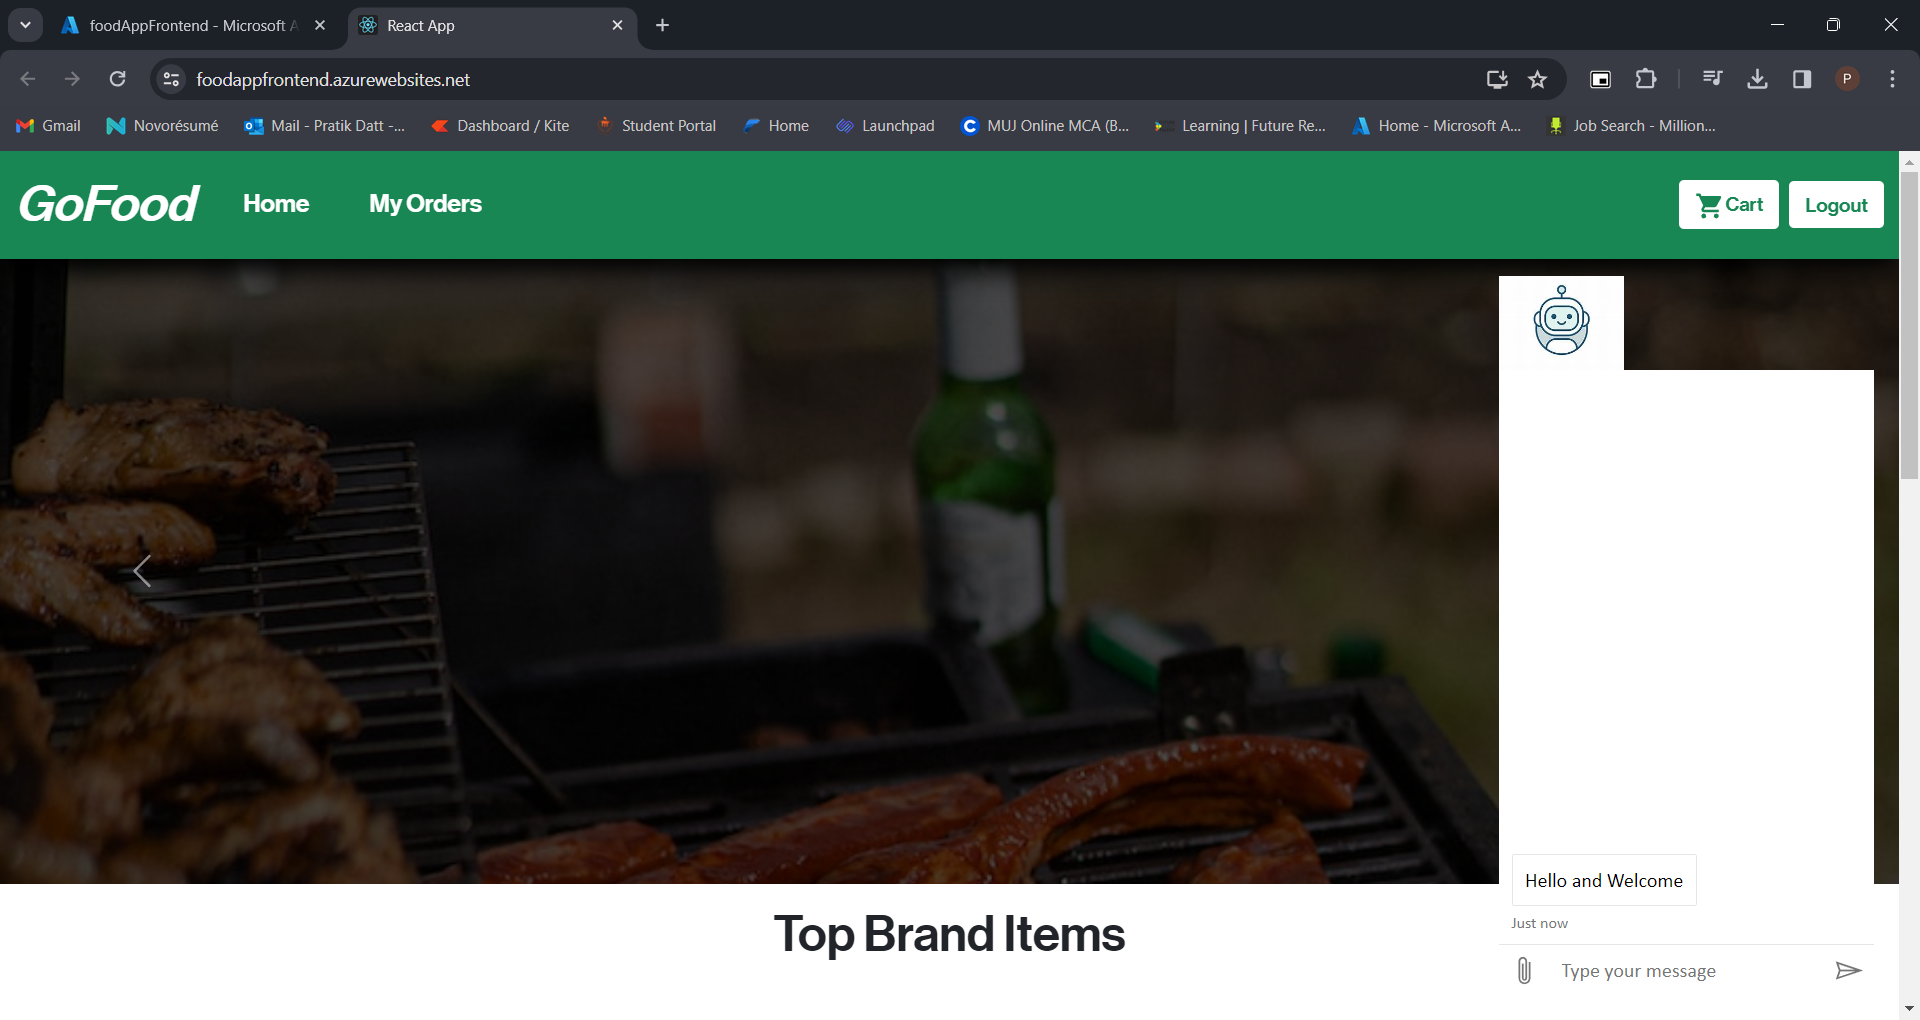 foodAppFrontend - Microsoft A
React App
foodappfrontend.azurewebsites.net
P
Gmail
Novorésumé
Mail - Pratik Datt -...
Dashboard / Kite
Student Portal
Home
Launchpad
C MUJ Online MCA (B...
Learning | Future Re...
Home - Microsoft A...
Job Search - Million...
GoFood
Home
My Orders
Cart
Logout
Hello and Welcome
Just now
Top Brand Items
Type your message